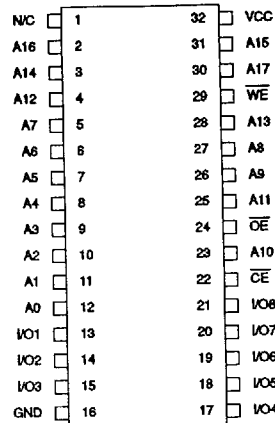 N/C 1 32 VCC
A16 2 31 A15
A14 3 30 A17
A12 4 29 W̅E̅
A7 5 28 A13
A6 6 27 A8
A5 7 26 A9
A4 8 25 A11
A3 9 24 O̅E̅
A2 10 23 A10
A1 11 22 C̅E̅
A0 12 21 I/O8
I/O1 13 20 I/O7
I/O2 14 19 I/O6
I/O3 15 18 I/O5
GND 16 17 I/O4